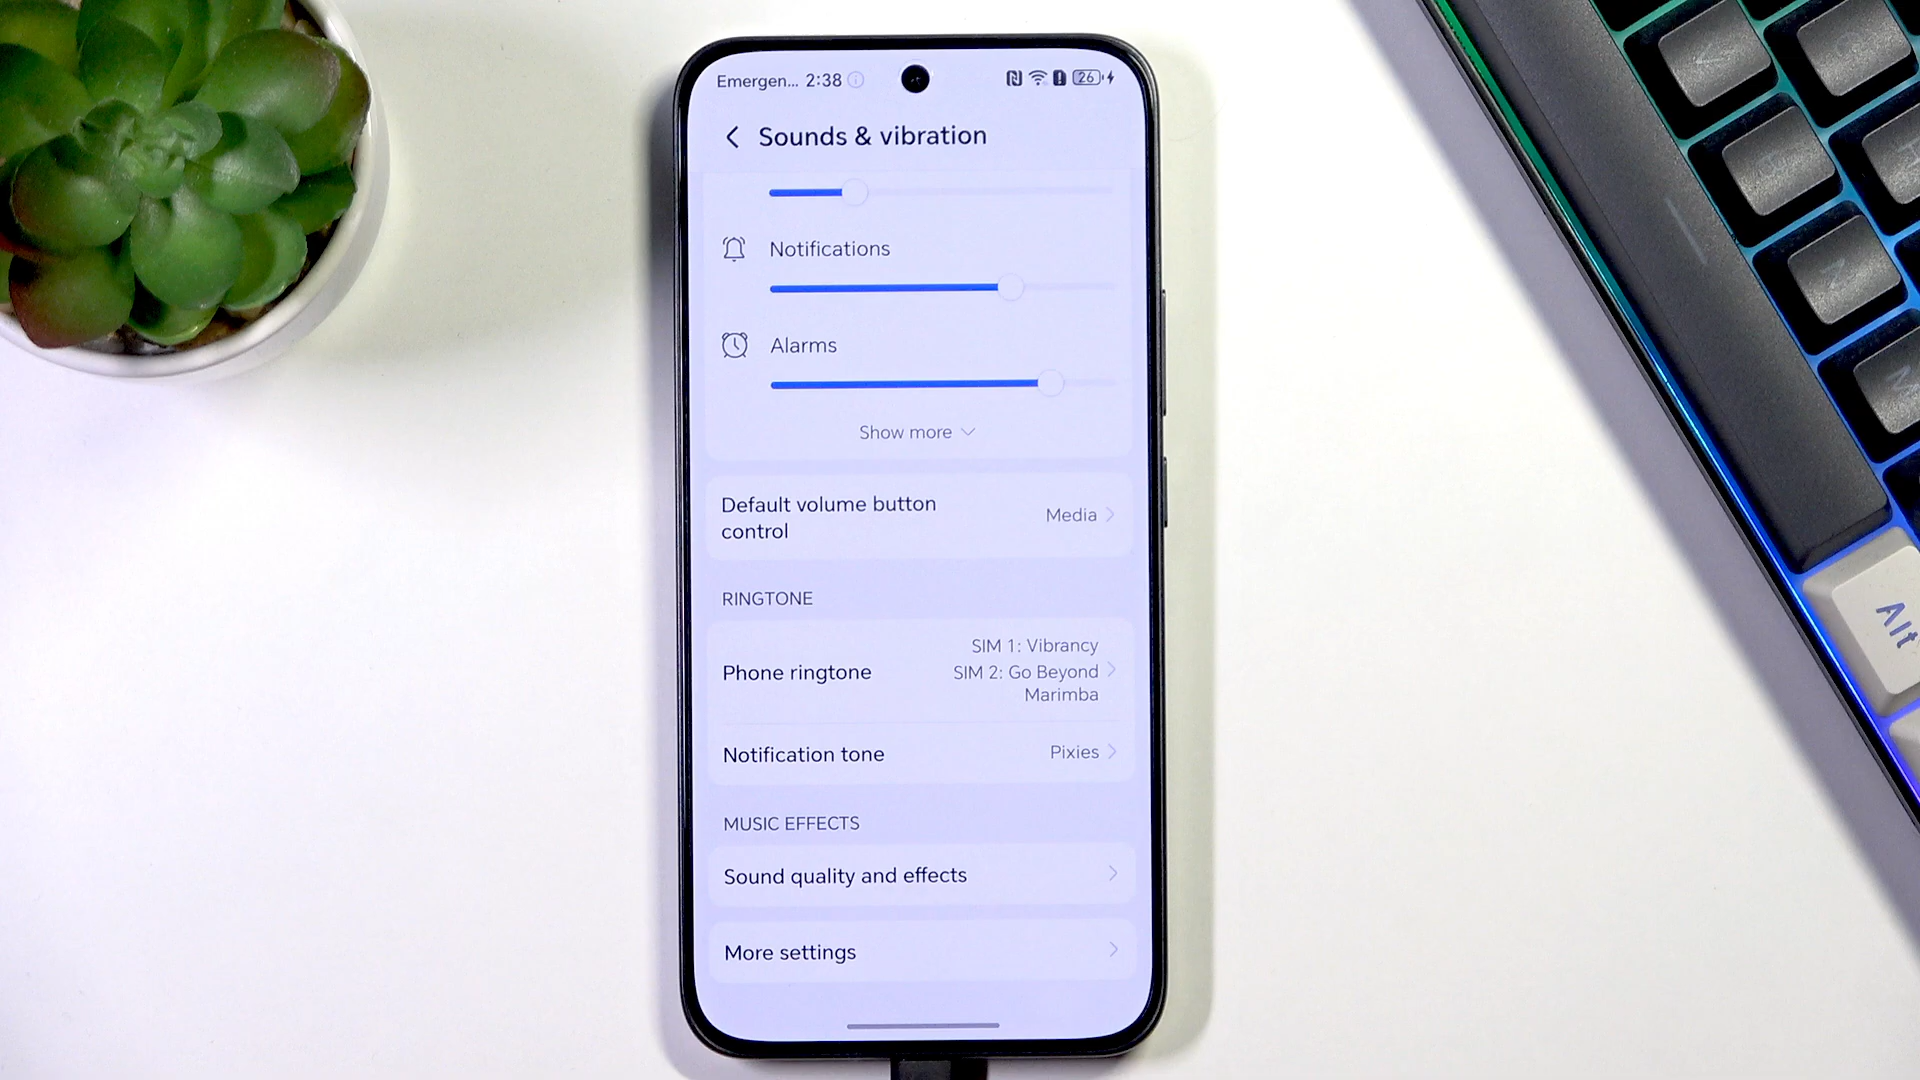 Emergen... 2:38
26
Sounds & vibration
Notifications
Alarms
Show more
Default volume button
control
Media
RINGTONE
Phone ringtone
SIM 1: Vibrancy
SIM 2: Go Beyond
Marimba
Notification tone
Pixies
MUSIC EFFECTS
Sound quality and effects
More settings
V
G
B
H
N
M
Alt